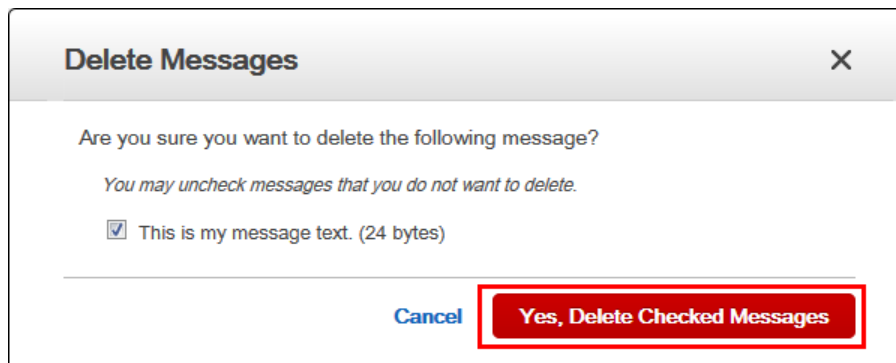 Delete Messages
Are you sure you want to delete the following message?
You may uncheck messages that you do not want to delete.
This is my message text. (24 bytes)
Cancel Yes, Delete Checked Messages